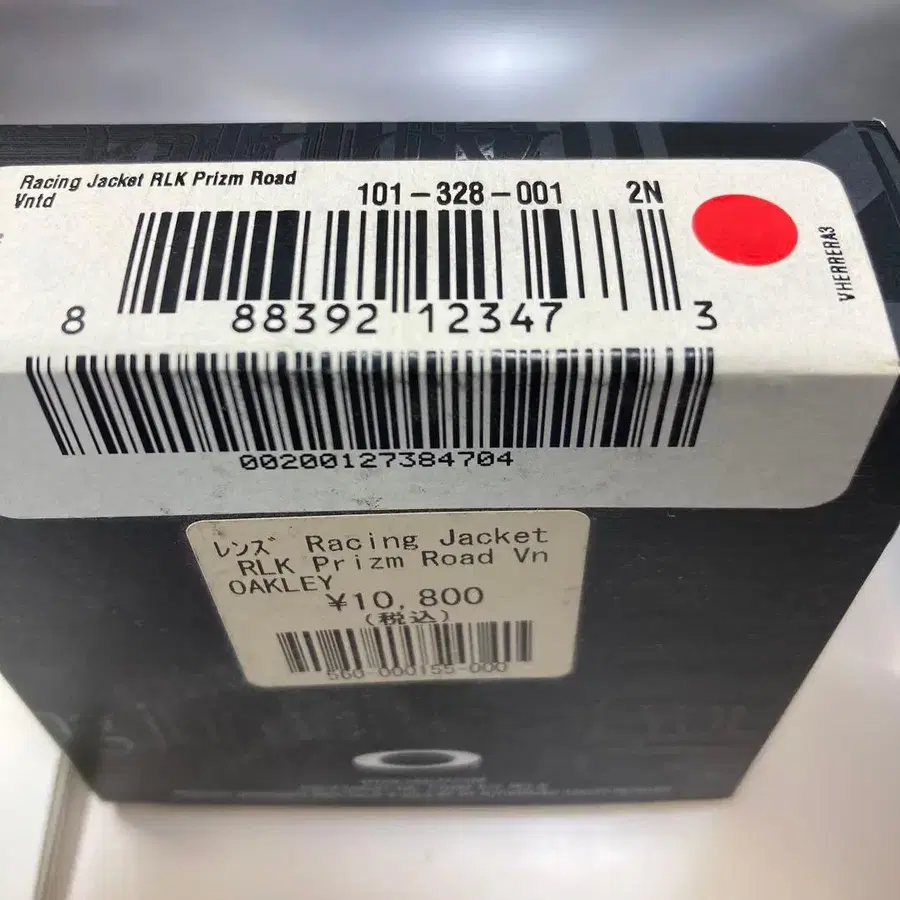 Racing Jacket RLK Prizm Road
Vntd
101-328-001 2N
VHERRERA3
8 88392 12347 3
00200127384704
レンズ Racing Jacket
RLK Prizm Road Vn
OAKLEY
¥10,800
(税込)
560-000155-000